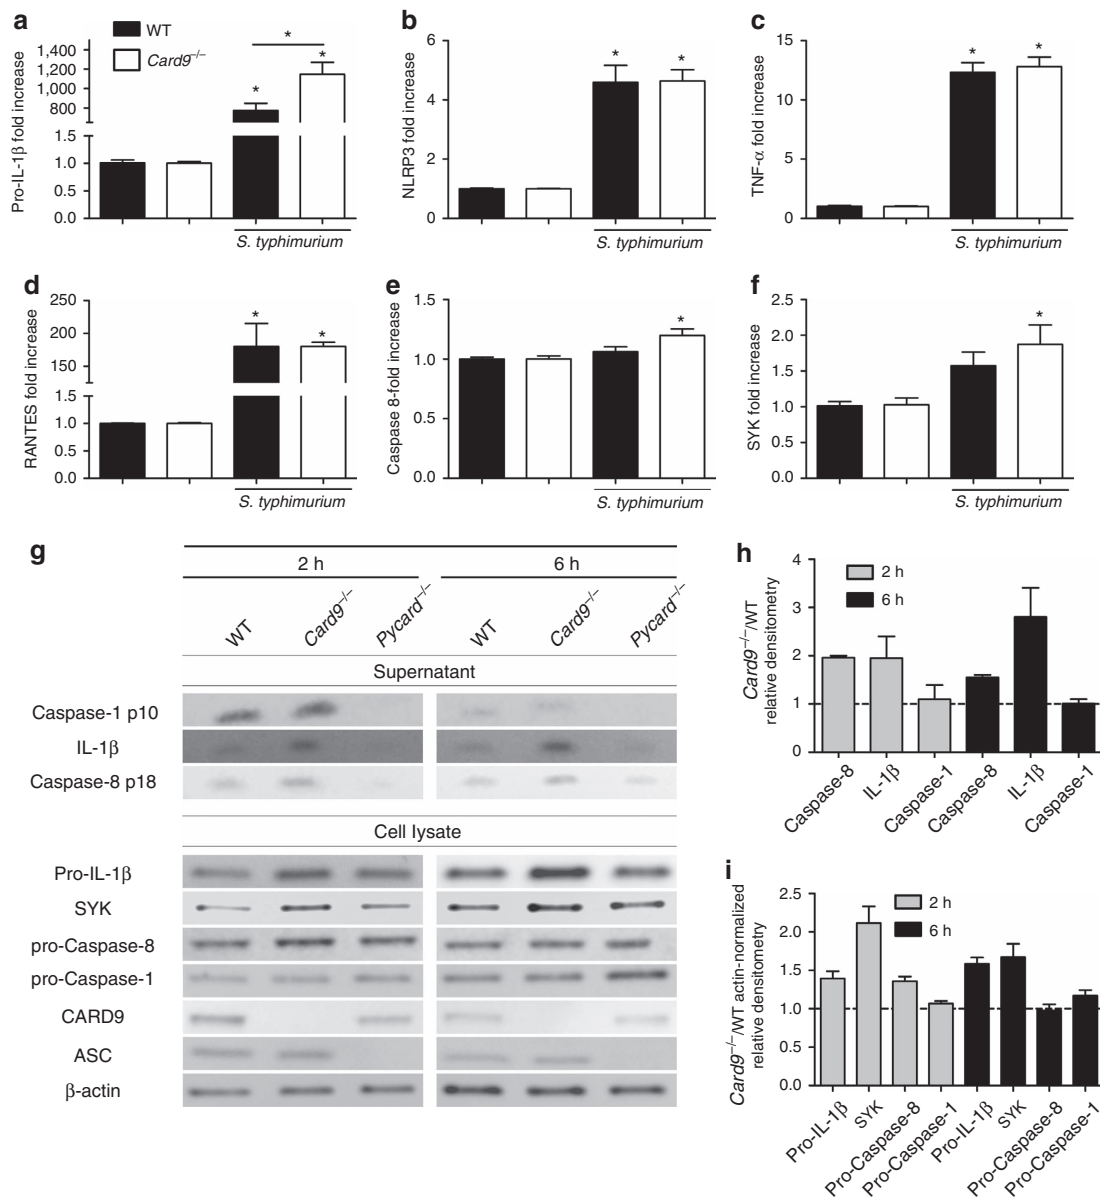 a
WT
Card9–/–
Pro-IL-1β fold increase
1,400
1,200
1,000
800
1.5
1.0
0.5
0.0
*
*
*
S. typhimurium
b
NLRP3 fold increase
6
4
2
0
*
*
S. typhimurium
c
TNF-α fold increase
15
10
5
0
*
*
S. typhimurium
d
RANTES fold increase
250
200
150
1.5
1.0
0.5
0.0
*
*
S. typhimurium
e
Caspase 8-fold increase
1.5
1.0
0.5
0.0
*
S. typhimurium
f
SYK fold increase
2.5
2.0
1.5
1.0
0.5
0.0
*
S. typhimurium
g
2 h
6 h
WT
Card9–/–
Pycard–/–
WT
Card9–/–
Pycard–/–
Supernatant
Caspase-1 p10
IL-1β
Caspase-8 p18
Cell lysate
Pro-IL-1β
SYK
pro-Caspase-8
pro-Caspase-1
CARD9
ASC
β-actin
h
Card9–/–/WT
relative densitometry
4
3
2
1
0
2 h
6 h
Caspase-8
IL-1β
Caspase-1
Caspase-8
IL-1β
Caspase-1
i
Card9–/–/WT actin-normalized
relative densitometry
2.5
2.0
1.5
1.0
0.5
0.0
2 h
6 h
Pro-IL-1β
SYK
Pro-Caspase-8
Pro-Caspase-1
Pro-IL-1β
SYK
Pro-Caspase-8
Pro-Caspase-1